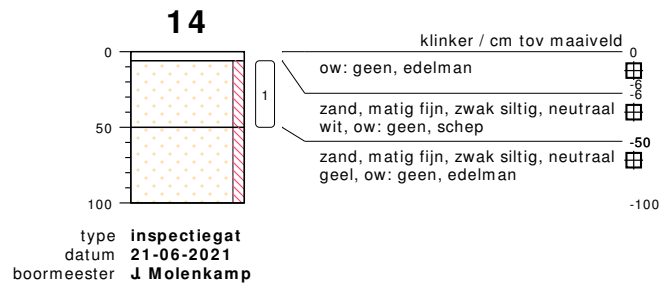 14
klinker / cm tov maaiveld
0
0
ow: geen, edelman
-6
-6
1
zand, matig fijn, zwak siltig, neutraal
wit, ow: geen, schep
50
-50
zand, matig fijn, zwak siltig, neutraal
geel, ow: geen, edelman
100
-100
type inspectiegat
datum 21-06-2021
boormeester J. Molenkamp